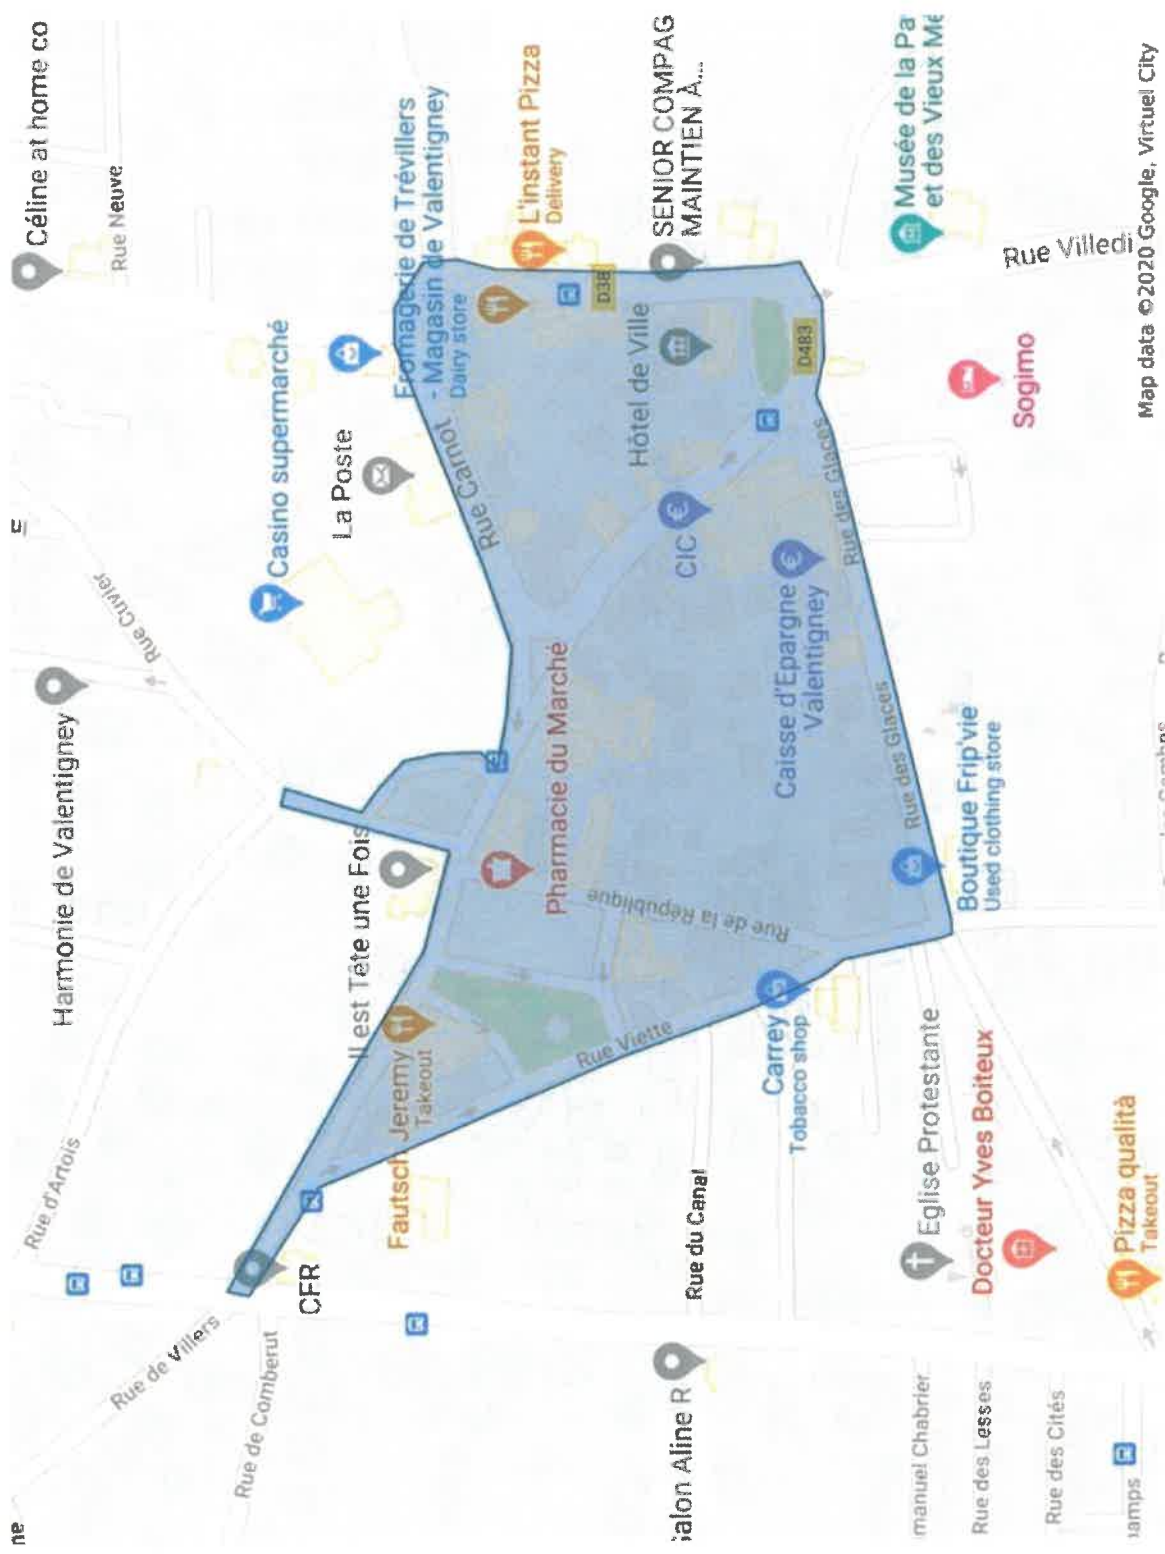 Rue de Villers
Rue de Comberut
Rue d'Artois
CFR
Harmonie de Valentigney
Rue Cuvier
Céline at home co
Rue Neuve
Casino supermarché
La Poste
Il est Tête une Fois
Fautsch Jeremy
Takeout
Fromagerie de Trévillers
- Magasin de Valentigney
Dairy store
L'instant Pizza
Delivery
Rue Carnot
D38
Pharmacie du Marché
Rue Viette
Rue de la République
Hôtel de Ville
SENIOR COMPAG
MAINTIEN À...
CIC
Caisse d'Epargne
Valentigney
D483
Rue des Glaces
Rue des Glaces
Carrey
Tobacco shop
Rue du Canal
alon Aline R
Boutique Frip'vie
Used clothing store
Musée de la Pa
et des Vieux Mé
Rue Villedi
Sogimo
Eglise Protestante
Docteur Yves Boiteux
Pizza qualità
Takeout
manuel Chabrier
Rue des Lesses
Rue des Cités
amps
Map data ©2020 Google, Virtuel City